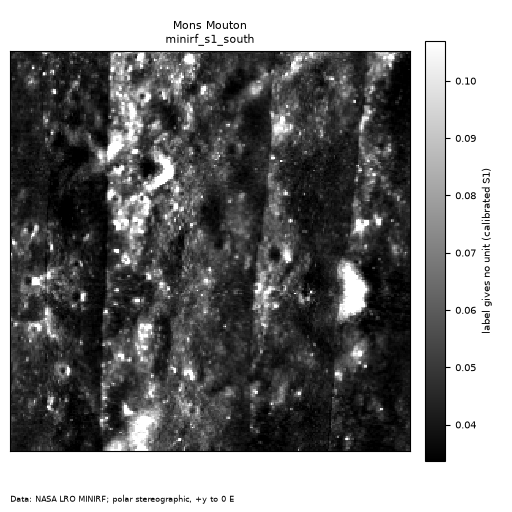 Mons Mouton
minirf_s1_south
0.10
0.09
0.08
0.07
0.06
0.05
0.04
label gives no unit (calibrated S1)
Data: NASA LRO MINIRF; polar stereographic, +y to 0 E